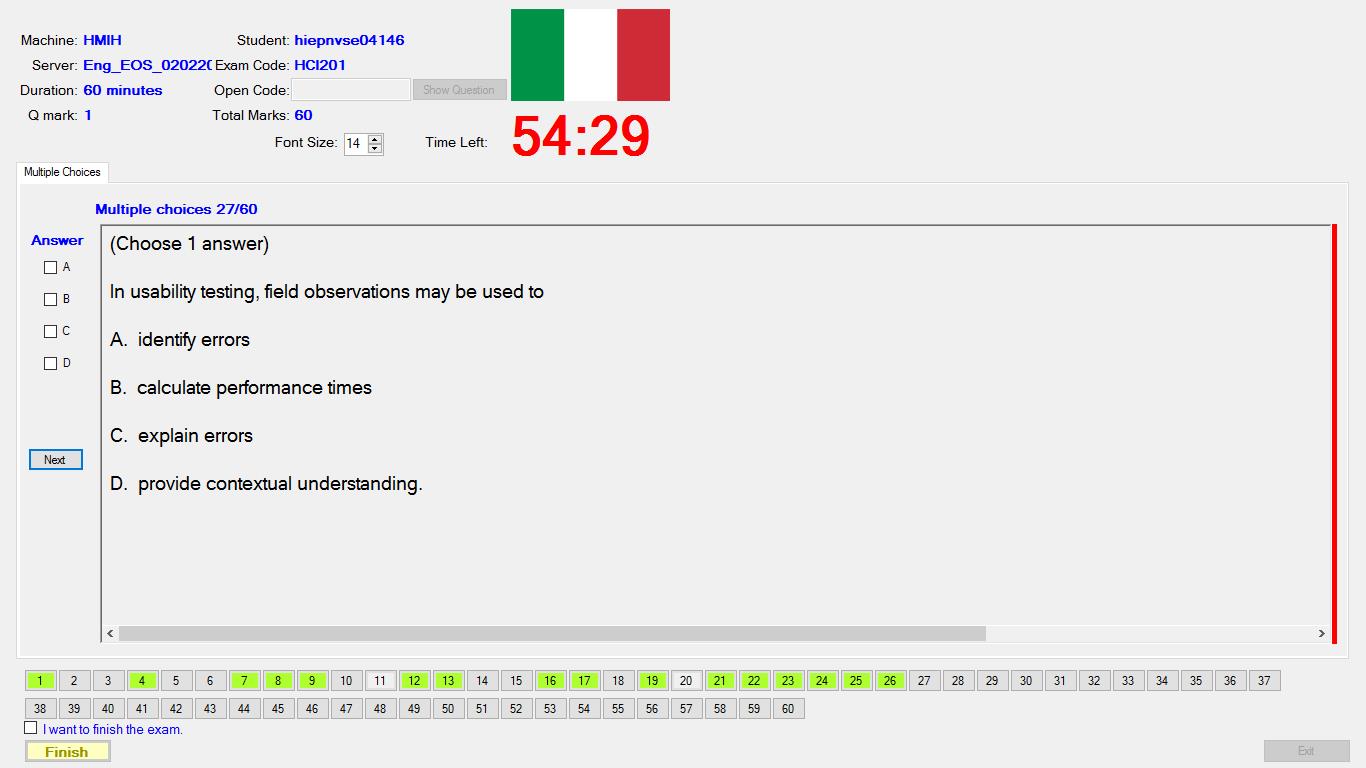 Machine: HMIH Student: hiepnvse04146
Server: Eng_EOS_020220 Exam Code: HCI201
Duration: 60 minutes Open Code: Show Question
Q mark: 1 Total Marks: 60
Font Size: 14 Time Left: 54:29
Multiple Choices
Multiple choices 27/60
Answer
A
B
C
D
Next
(Choose 1 answer)
In usability testing, field observations may be used to
A. identify errors
B. calculate performance times
C. explain errors
D. provide contextual understanding.
1 2 3 4 5 6 7 8 9 10 11 12 13 14 15 16 17 18 19 20 21 22 23 24 25 26 27 28 29 30 31 32 33 34 35 36 37
38 39 40 41 42 43 44 45 46 47 48 49 50 51 52 53 54 55 56 57 58 59 60
I want to finish the exam.
Finish Exit